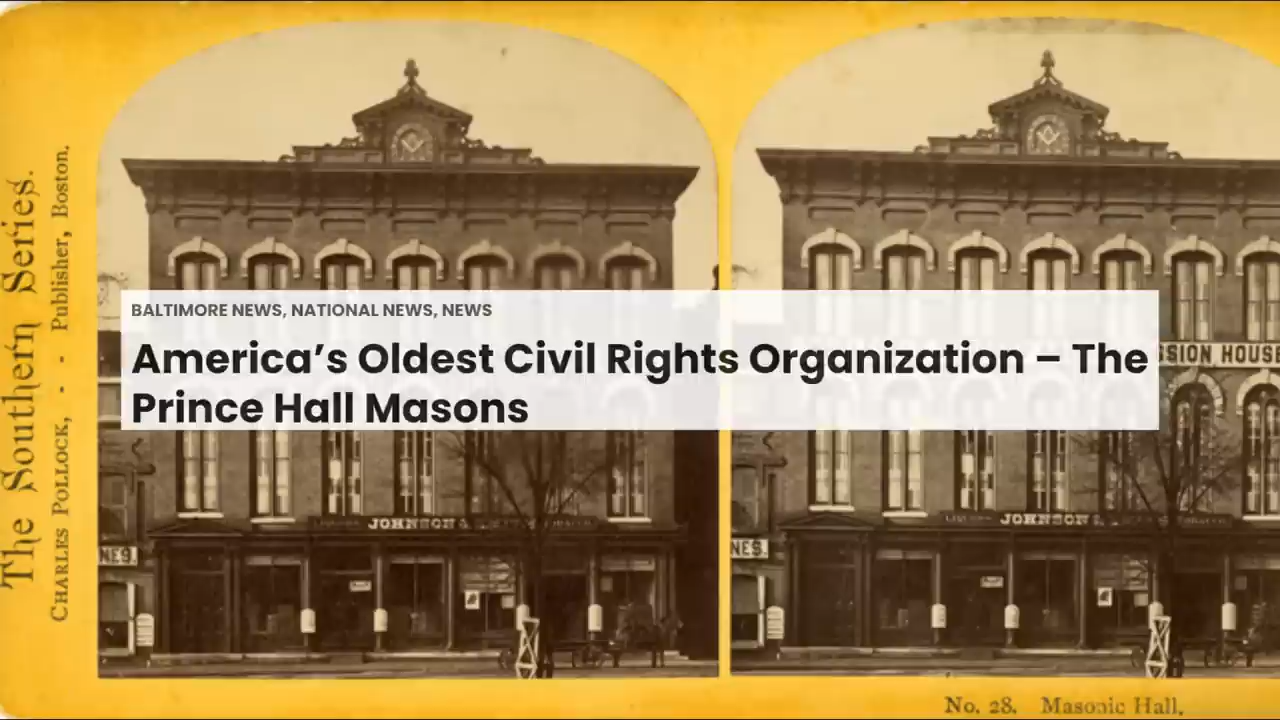 The Southern Series.
CHARLES POLLOCK, - - Publisher, Boston.
BALTIMORE NEWS, NATIONAL NEWS, NEWS
America’s Oldest Civil Rights Organization – The
Prince Hall Masons
SSION HOUSE
JOHNSON
JOHNSON
NES.
NES.
No. 28. Masonic Hall,